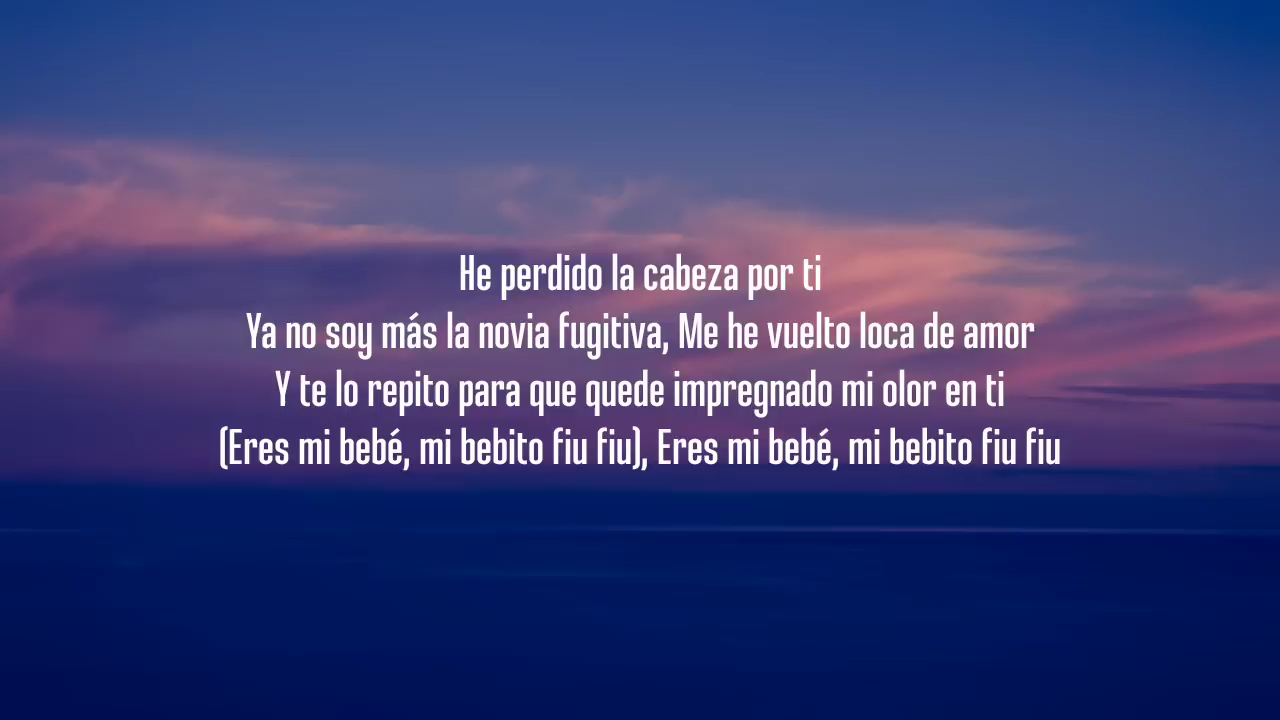 He perdido la cabeza por ti
Ya no soy más la novia fugitiva, Me he vuelto loca de amor
Y te lo repito para que quede impregnado mi olor en ti
(Eres mi bebé, mi bebito fiu fiu), Eres mi bebé, mi bebito fiu fiu